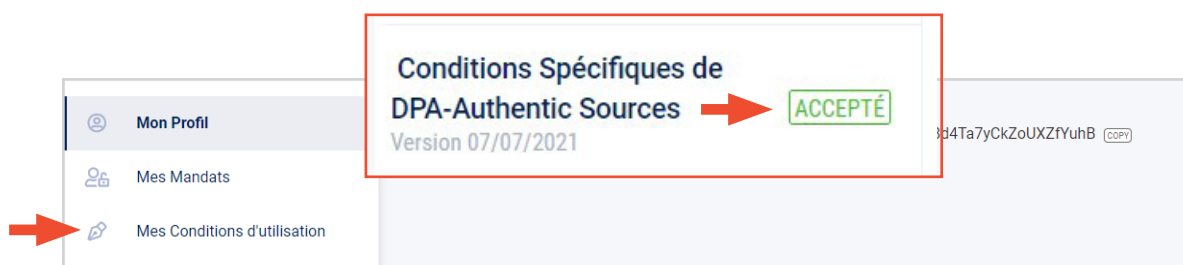 Conditions Spécifiques de
DPA-Authentic Sources
ACCEPTÉ
Version 07/07/2021
Mon Profil
d4Ta7yCkZoUXZfYuhB COPY
Mes Mandats
Mes Conditions d'utilisation